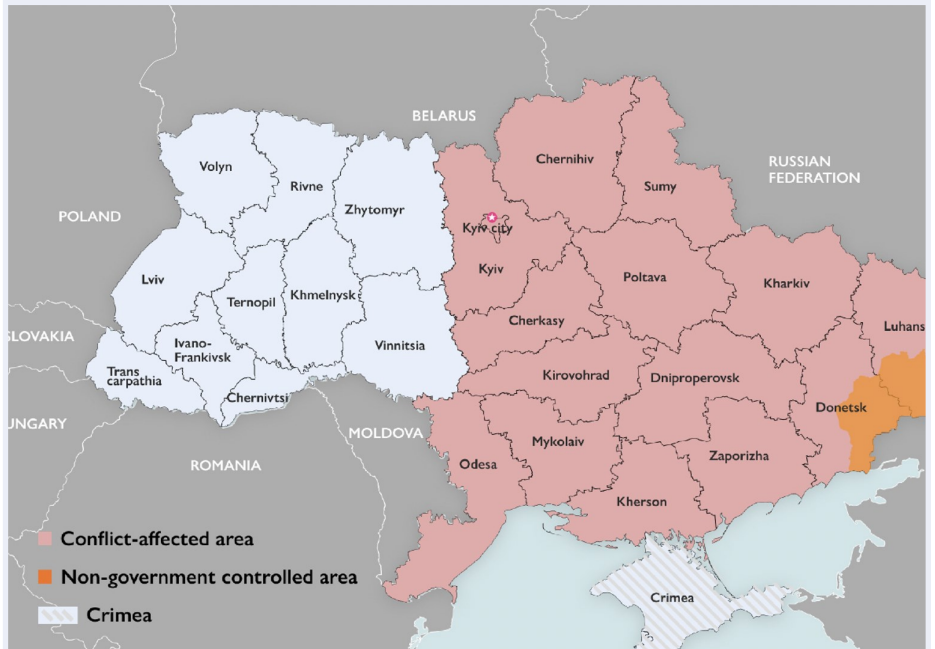 BELARUS
Chernihiv
RUSSIAN
FEDERATION
Volyn
Rivne
Sumy
Zhytomyr
POLAND
Kyiv city
Kyiv
Poltava
Lviv
Kharkiv
Ternopil
Khmelnysk
Cherkasy
Luhans
SLOVAKIA
Ivano-
Frankivsk
Vinnitsia
Trans
carpathia
Kirovohrad
Dniproperovsk
Chernivtsi
Donetsk
UNGARY
MOLDOVA
Mykolaiv
Zaporizha
ROMANIA
Odesa
Kherson
Conflict-affected area
Non-government controlled area
Crimea
Crimea